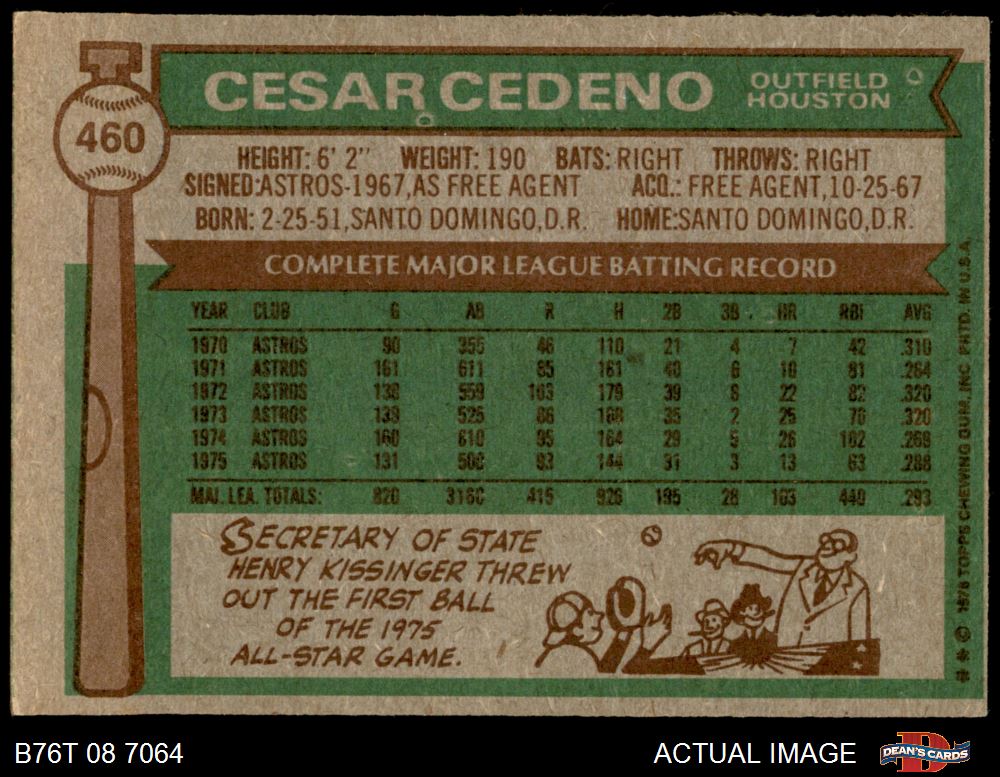 CESAR CEDENO
OUTFIELD
HOUSTON
460
HEIGHT: 6' 2" WEIGHT: 190 BATS: RIGHT THROWS: RIGHT
SIGNED:ASTROS-1967,AS FREE AGENT ACQ.: FREE AGENT,10-25-67
BORN: 2-25-51,SANTO DOMINGO,D.R. HOME:SANTO DOMINGO,D.R.
COMPLETE MAJOR LEAGUE BATTING RECORD
YEAR CLUB G AB R H 2B 3B HR RBI AVG
1970 ASTROS 90 355 46 110 21 4 7 42 .310
1971 ASTROS 161 611 85 161 40 6 10 81 .264
1972 ASTROS 139 559 103 179 39 8 22 82 .320
1973 ASTROS 139 525 86 168 35 2 25 70 .320
1974 ASTROS 160 610 95 164 29 5 26 102 .269
1975 ASTROS 131 500 93 144 31 3 13 63 .288
MAJ. LEA. TOTALS: 820 3160 415 926 195 28 103 440 .293
SECRETARY OF STATE
HENRY KISSINGER THREW
OUT THE FIRST BALL
OF THE 1975
ALL-STAR GAME.
** © 1976 TOPPS CHEWING GUM, INC PRTD. IN U.S.A.
B76T 08 7064
ACTUAL IMAGE
DEAN'S CARDS